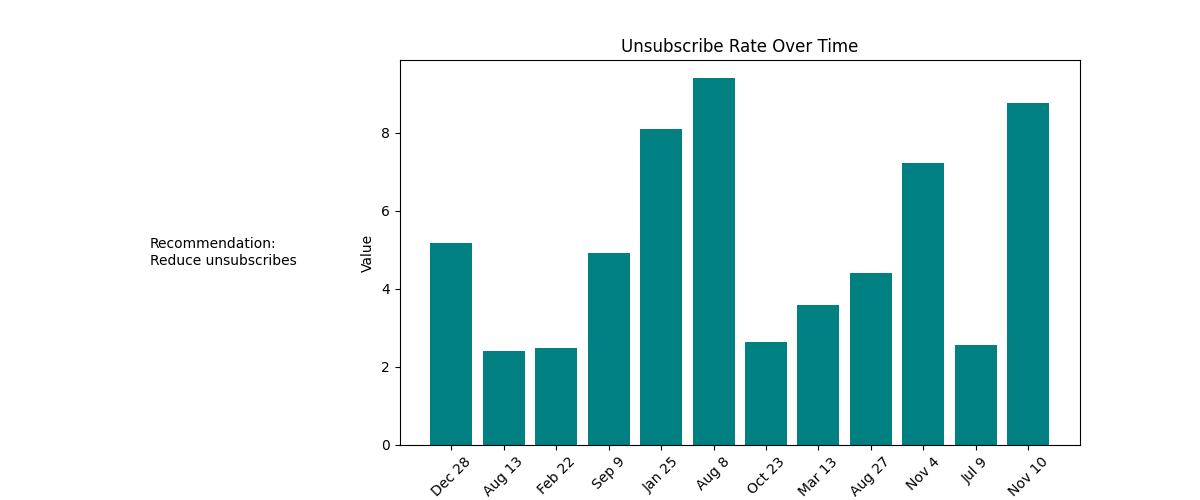 Unsubscribe Rate Over Time
Recommendation:
Reduce unsubscribes
Value
8
6
4
2
0
Dec 28
Aug 13
Feb 22
Sep 9
Jan 25
Aug 8
Oct 23
Mar 13
Aug 27
Nov 4
Jul 9
Nov 10